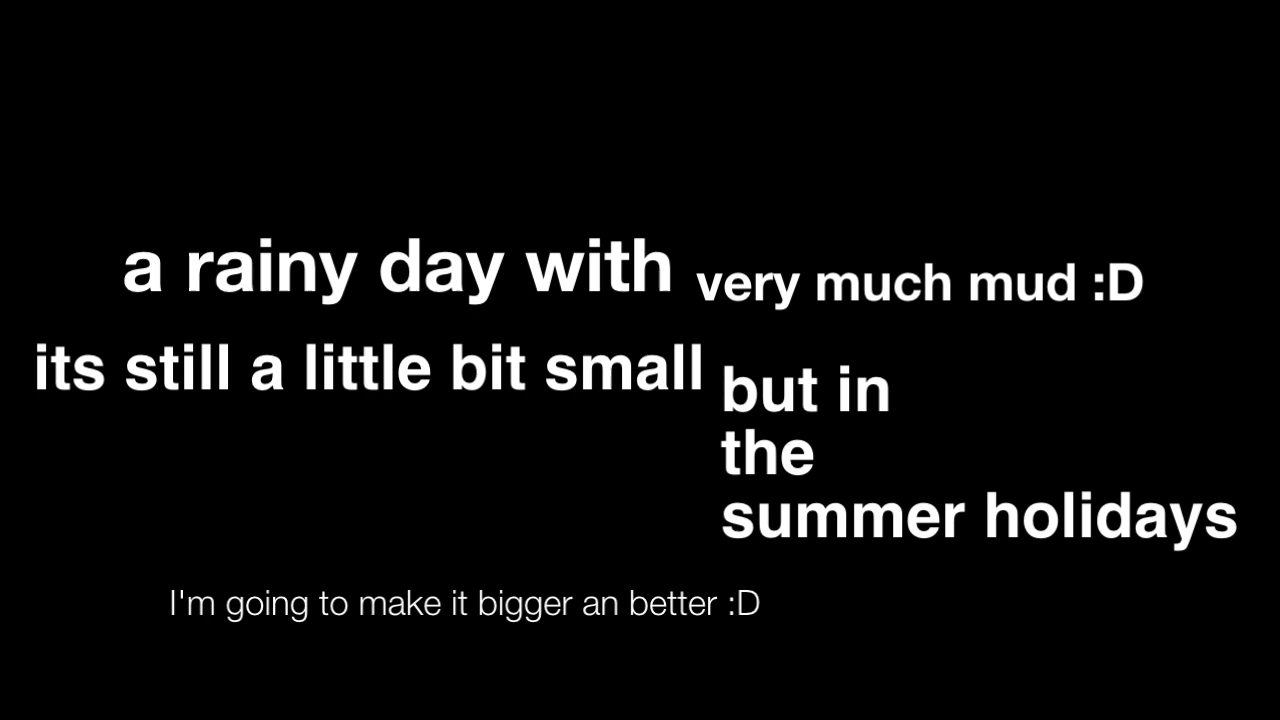 a rainy day with very much mud :D
its still a little bit small
but in
the
summer holidays
I'm going to make it bigger an better :D